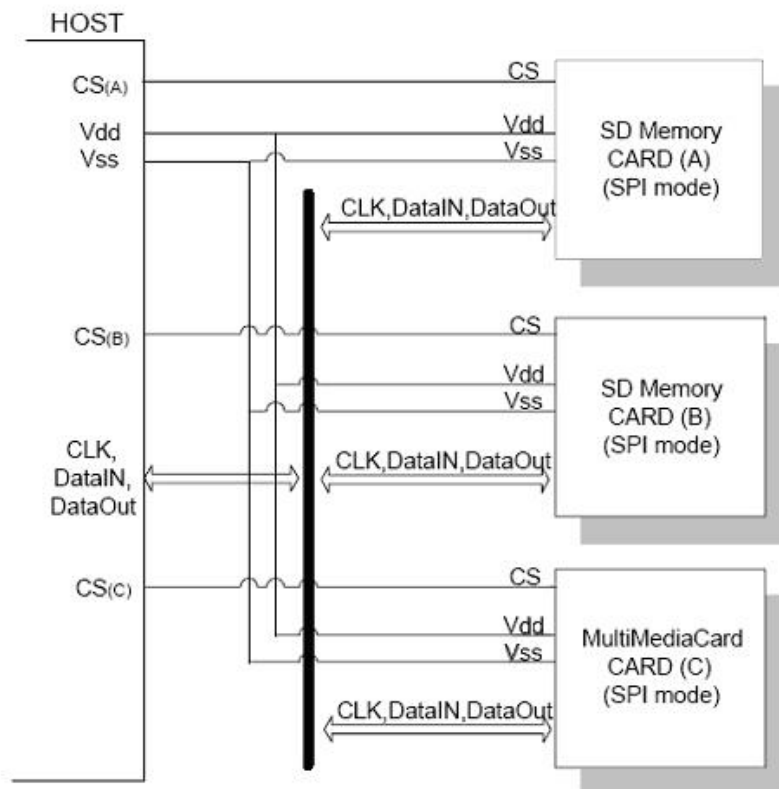 HOST
CS(A)
Vdd
Vss
CS
Vdd
Vss
CLK,DataIN,DataOut
SD Memory
CARD (A)
(SPI mode)
CS(B)
CS
Vdd
Vss
CLK,DataIN,DataOut
SD Memory
CARD (B)
(SPI mode)
CLK,
DataIN,
DataOut
CS(C)
CS
Vdd
Vss
CLK,DataIN,DataOut
MultiMediaCard
CARD (C)
(SPI mode)